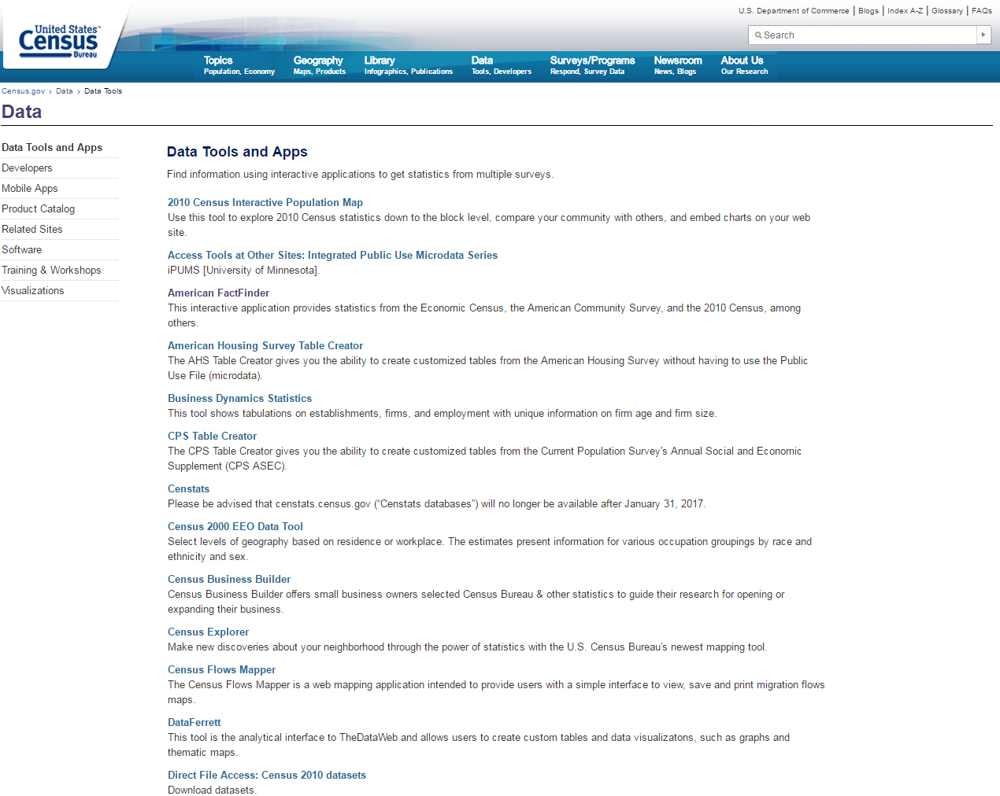 U.S. Department of Commerce | Blogs | Index A-Z | Glossary | FAQs
United States™
Census
Bureau
Search
Topics
Population, Economy
Geography
Maps, Products
Library
Infographics, Publications
Data
Tools, Developers
Surveys/Programs
Respond, Survey Data
Newsroom
News, Blogs
About Us
Our Research
Census.gov › Data › Data Tools
Data
Data Tools and Apps
Developers
Mobile Apps
Product Catalog
Related Sites
Software
Training & Workshops
Visualizations
Data Tools and Apps
Find information using interactive applications to get statistics from multiple surveys.
2010 Census Interactive Population Map
Use this tool to explore 2010 Census statistics down to the block level, compare your community with others, and embed charts on your web
site.
Access Tools at Other Sites: Integrated Public Use Microdata Series
iPUMS [University of Minnesota].
American FactFinder
This interactive application provides statistics from the Economic Census, the American Community Survey, and the 2010 Census, among
others.
American Housing Survey Table Creator
The AHS Table Creator gives you the ability to create customized tables from the American Housing Survey without having to use the Public
Use File (microdata).
Business Dynamics Statistics
This tool shows tabulations on establishments, firms, and employment with unique information on firm age and firm size.
CPS Table Creator
The CPS Table Creator gives you the ability to create customized tables from the Current Population Survey's Annual Social and Economic
Supplement (CPS ASEC).
Censtats
Please be advised that censtats.census.gov (“Censtats databases”) will no longer be available after January 31, 2017.
Census 2000 EEO Data Tool
Select levels of geography based on residence or workplace. The estimates present information for various occupation groupings by race and
ethnicity and sex.
Census Business Builder
Census Business Builder offers small business owners selected Census Bureau & other statistics to guide their research for opening or
expanding their business.
Census Explorer
Make new discoveries about your neighborhood through the power of statistics with the U.S. Census Bureau's newest mapping tool.
Census Flows Mapper
The Census Flows Mapper is a web mapping application intended to provide users with a simple interface to view, save and print migration flows
maps.
DataFerrett
This tool is the analytical interface to TheDataWeb and allows users to create custom tables and data visualizatons, such as graphs and
thematic maps.
Direct File Access: Census 2010 datasets
Download datasets.